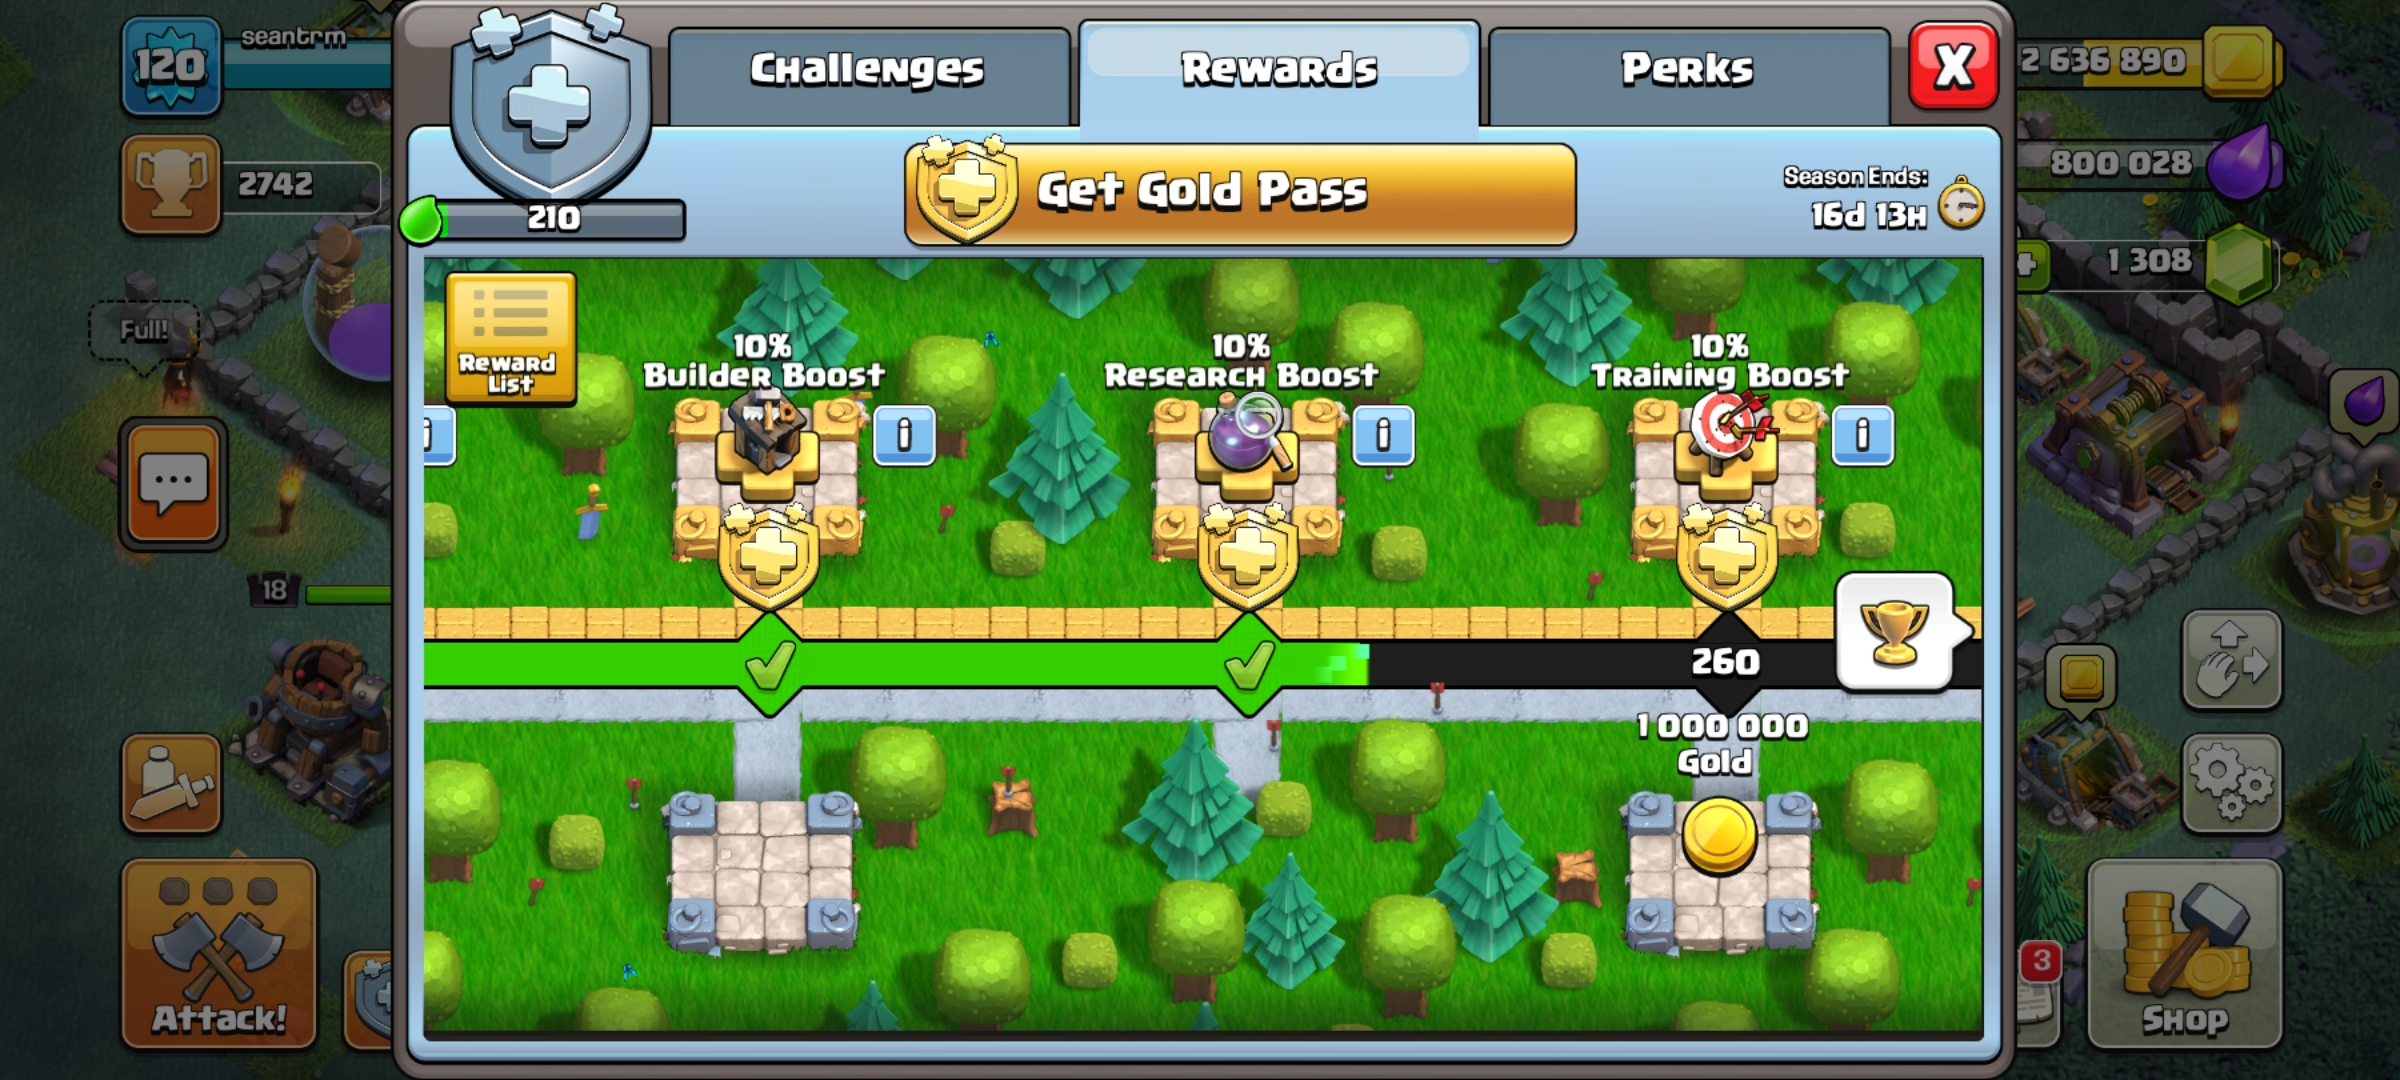 120
seantrm
Challenges
Rewards
Perks
X
2 636 890
2742
210
Get Gold Pass
Season Ends:
16d 13H
800 028
1 308
Full!
Reward
List
10%
Builder Boost
10%
Research Boost
10%
Training Boost
i
i
i
i
18
260
1 000 000
Gold
3
Attack!
Shop